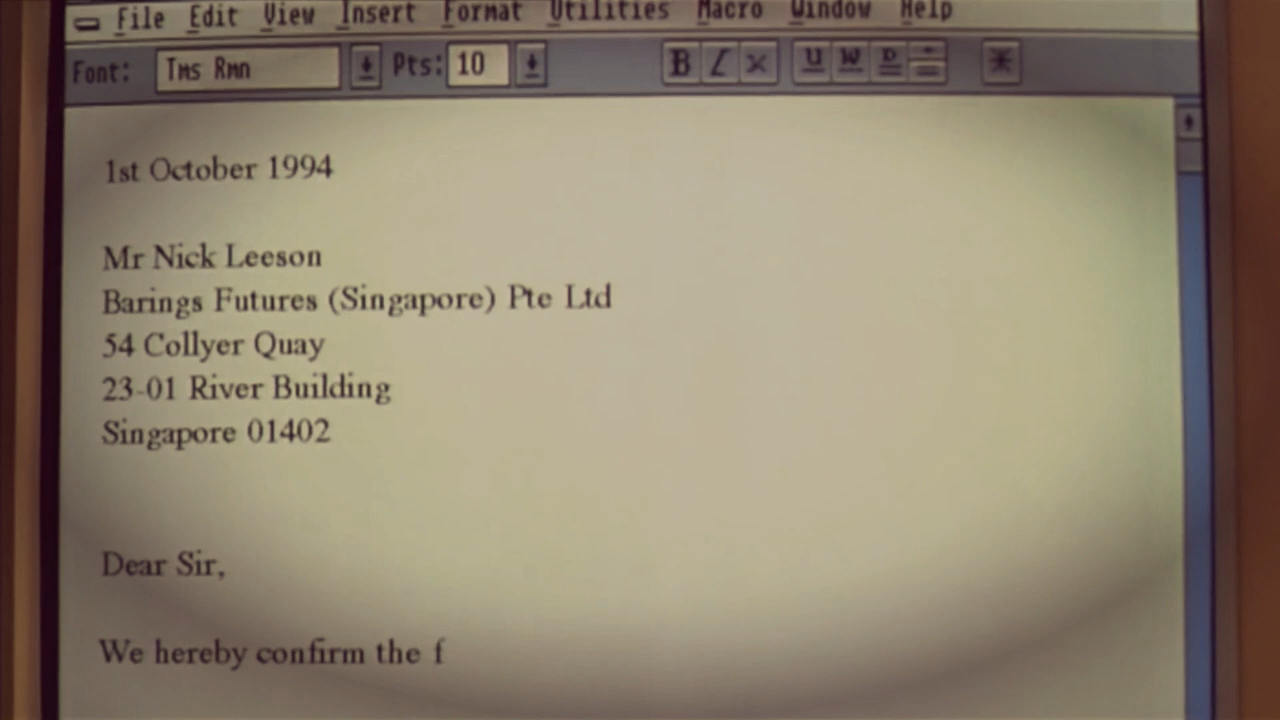 File Edit View Insert Format Utilities Macro Window Help
Font: Tms Rmn Pts: 10 B I K U W D
1st October 1994
Mr Nick Leeson
Barings Futures (Singapore) Pte Ltd
54 Collyer Quay
23-01 River Building
Singapore 01402
Dear Sir,
We hereby confirm the f